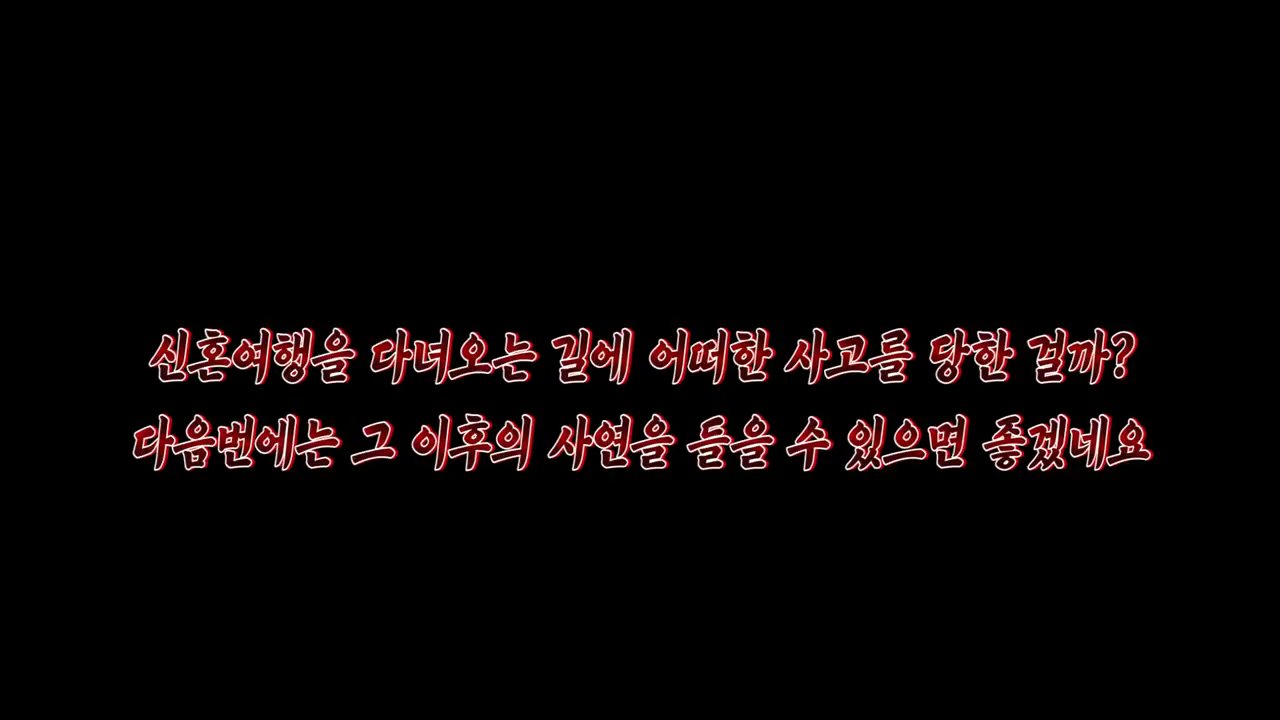 신혼여행을 다녀오는 길에 어떠한 사고를 당한 걸까?
다음번에는 그 이후의 사연을 들을 수 있으면 좋겠네요